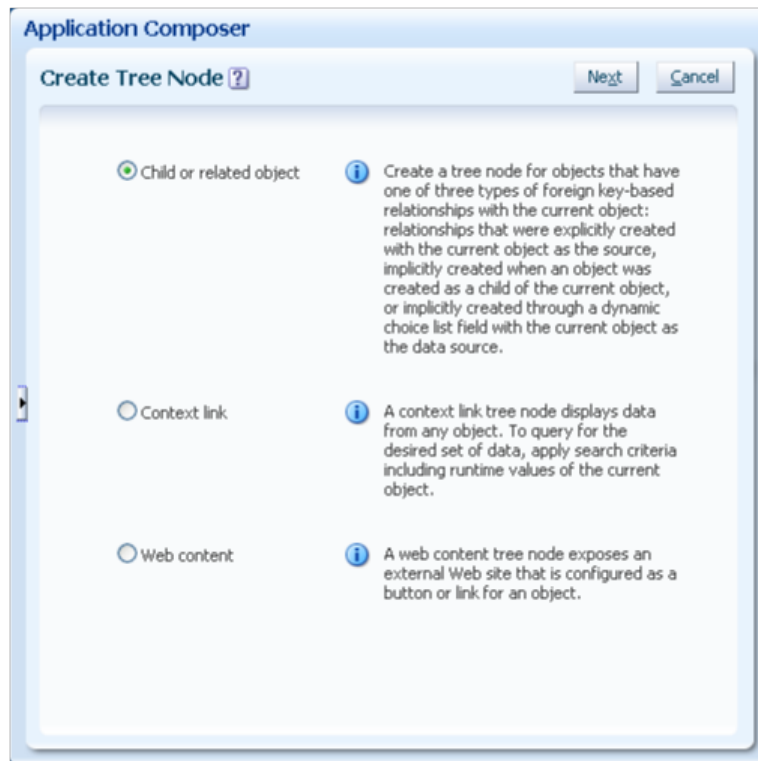 Application Composer
Create Tree Node ?
Next Cancel
Child or related object
Create a tree node for objects that have
one of three types of foreign key-based
relationships with the current object:
relationships that were explicitly created
with the current object as the source,
implicitly created when an object was
created as a child of the current object,
or implicitly created through a dynamic
choice list field with the current object as
the data source.
Context link
A context link tree node displays data
from any object. To query for the
desired set of data, apply search criteria
including runtime values of the current
object.
Web content
A web content tree node exposes an
external Web site that is configured as a
button or link for an object.